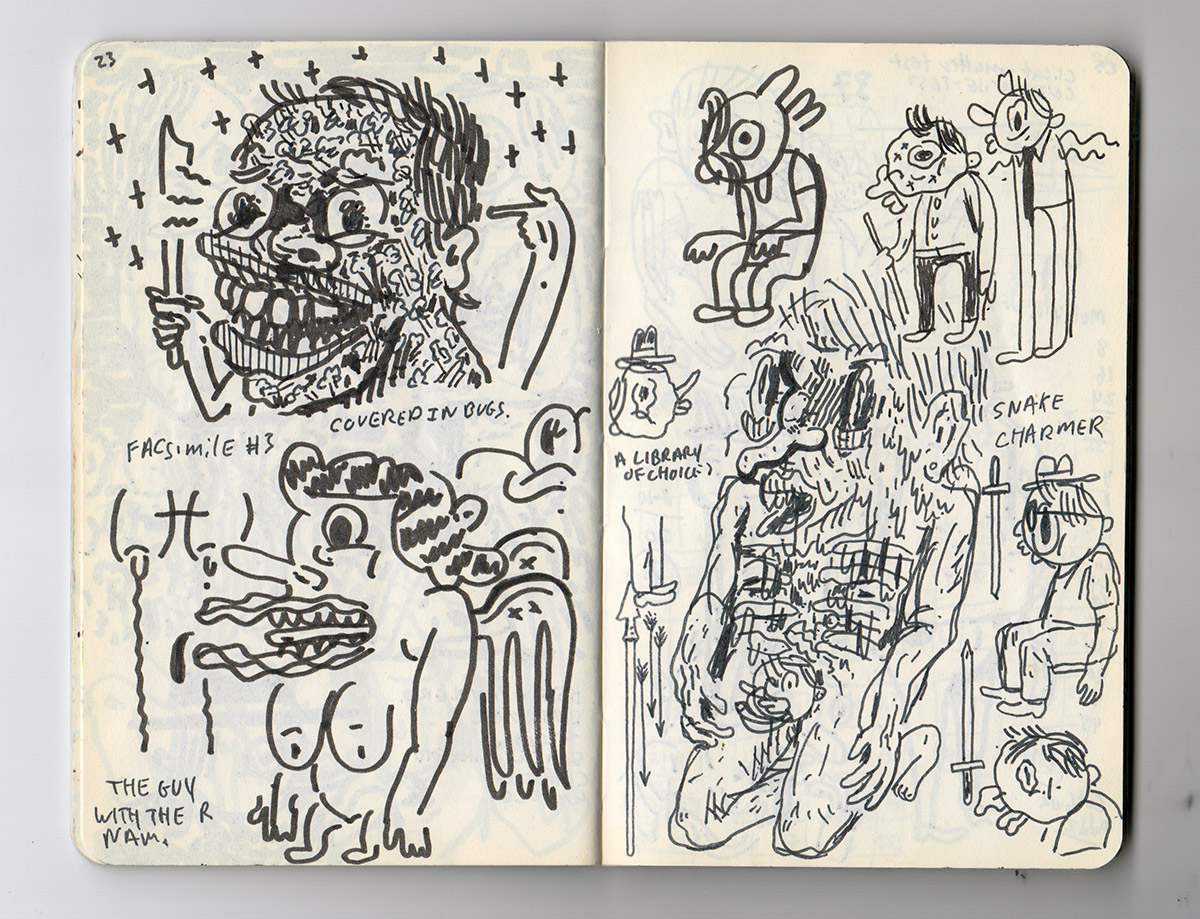 23
COVERED IN BUGS.
FACSIMILE #3
THE GUY
WITH THE R
NAM.
A LIBRARY
OF CHOICE?
SNAKE
CHARMER